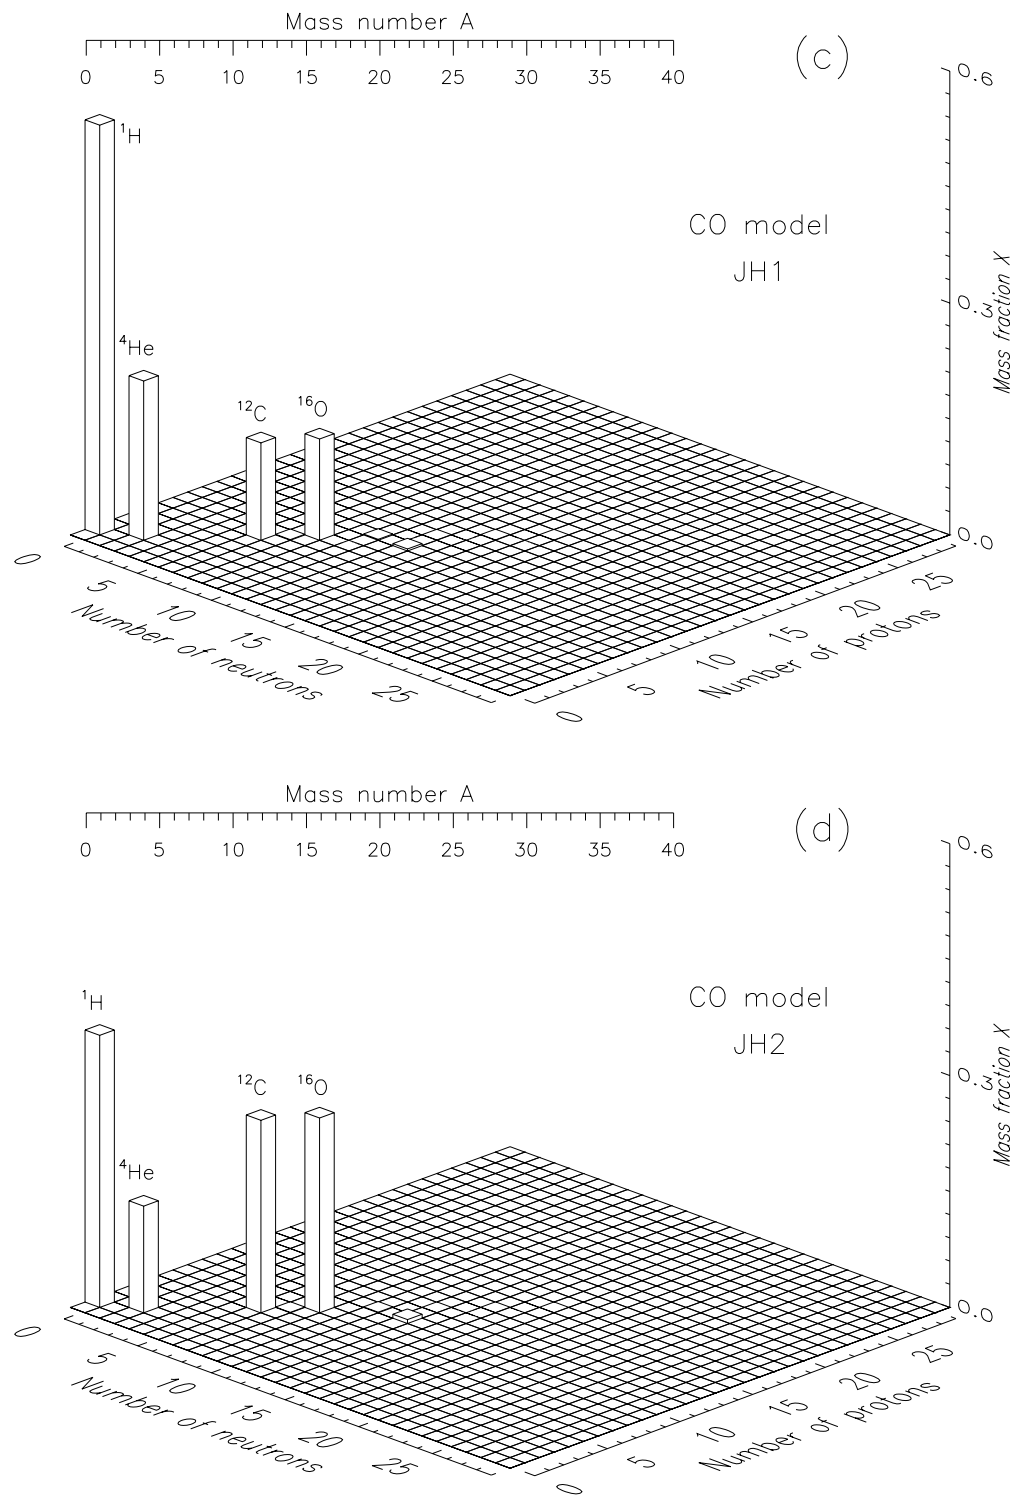 Mass number A
0 5 10 15 20 25 30 35 40
(c)
0.6
¹H
CO model
JH1
Mass fraction X
0.3
⁴He
¹²C ¹⁶O
0.0
0 5 10 15 20 25
Number of neutrons
0 5 10 15 20 25
Number of protons
Mass number A
0 5 10 15 20 25 30 35 40
(d)
0.6
¹H
CO model
JH2
Mass fraction X
0.3
¹²C ¹⁶O
⁴He
0.0
0 5 10 15 20 25
Number of neutrons
0 5 10 15 20 25
Number of protons